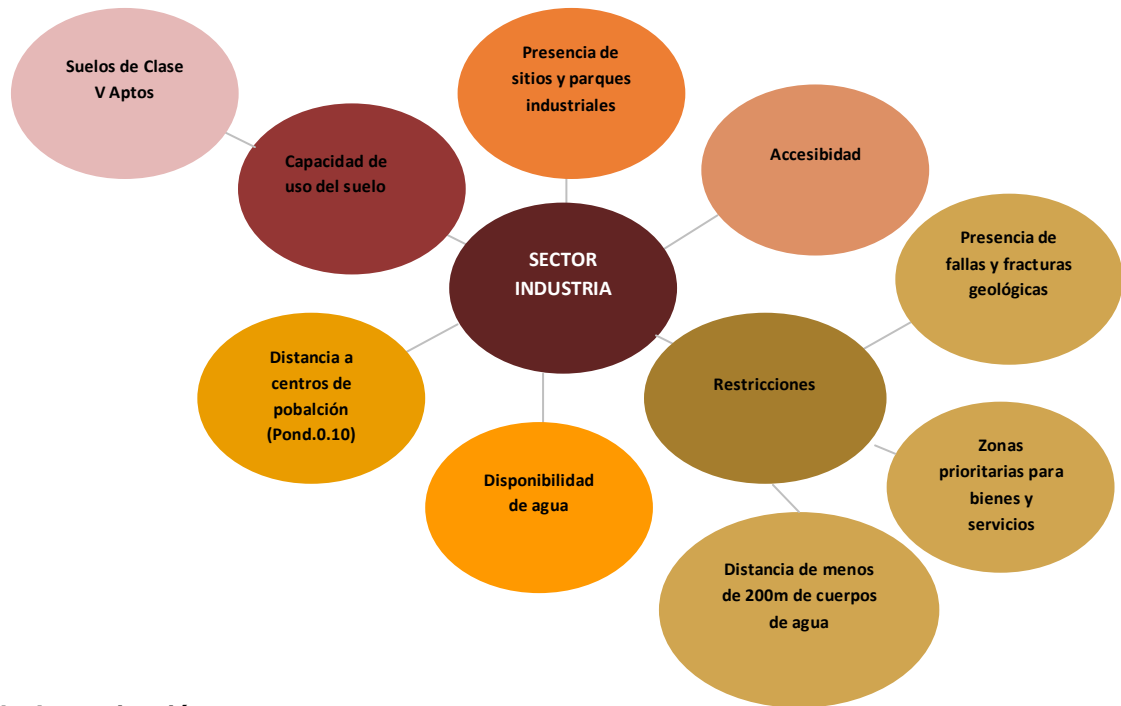 Suelos de Clase
V Aptos
Presencia de
sitios y parques
industriales
Capacidad de
uso del suelo
Accesibidad
SECTOR
INDUSTRIA
Presencia de
fallas y fracturas
geológicas
Distancia a
centros de
pobalción
(Pond.0.10)
Restricciones
Disponibilidad
de agua
Zonas
prioritarias para
bienes y
servicios
Distancia de menos
de 200m de cuerpos
de agua